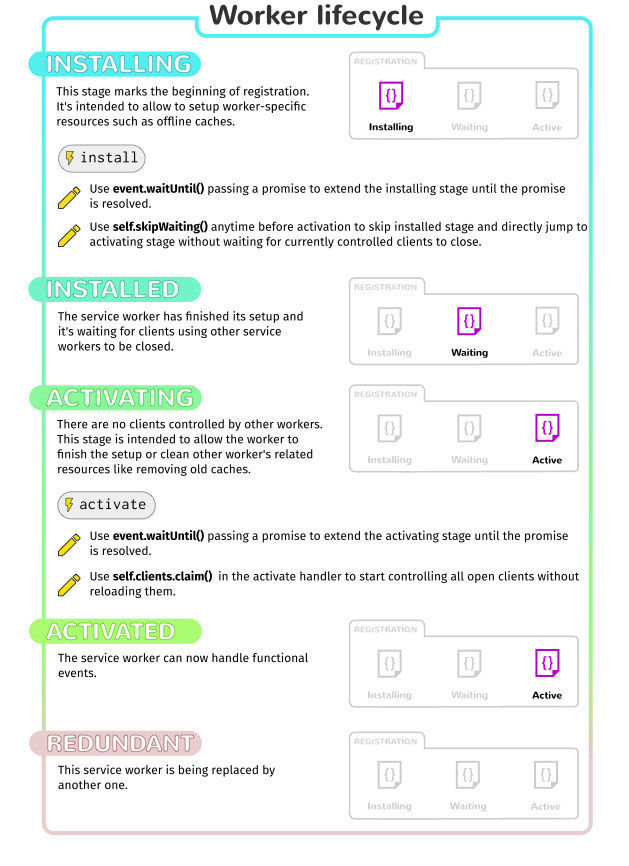 Worker lifecycle
INSTALLING
This stage marks the beginning of registration.
It's intended to allow to setup worker-specific
resources such as offline caches.
REGISTRATION
{}
{}
{}
Installing
Waiting
Active
install
Use event.waitUntil() passing a promise to extend the installing stage until the promise
is resolved.
Use self.skipWaiting() anytime before activation to skip installed stage and directly jump to
activating stage without waiting for currently controlled clients to close.
INSTALLED
The service worker has finished its setup and
it's waiting for clients using other service
workers to be closed.
REGISTRATION
{}
{}
{}
Installing
Waiting
Active
ACTIVATING
There are no clients controlled by other workers.
This stage is intended to allow the worker to
finish the setup or clean other worker's related
resources like removing old caches.
REGISTRATION
{}
{}
{}
Installing
Waiting
Active
activate
Use event.waitUntil() passing a promise to extend the activating stage until the promise
is resolved.
Use self.clients.claim() in the activate handler to start controlling all open clients without
reloading them.
ACTIVATED
The service worker can now handle functional
events.
REGISTRATION
{}
{}
{}
Installing
Waiting
Active
REDUNDANT
This service worker is being replaced by
another one.
REGISTRATION
{}
{}
{}
Installing
Waiting
Active